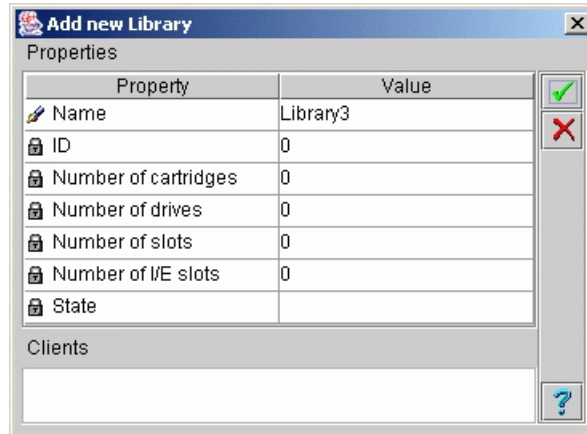 Add new Library
Properties
Property Value
Name Library3
ID 0
Number of cartridges 0
Number of drives 0
Number of slots 0
Number of I/E slots 0
State
Clients